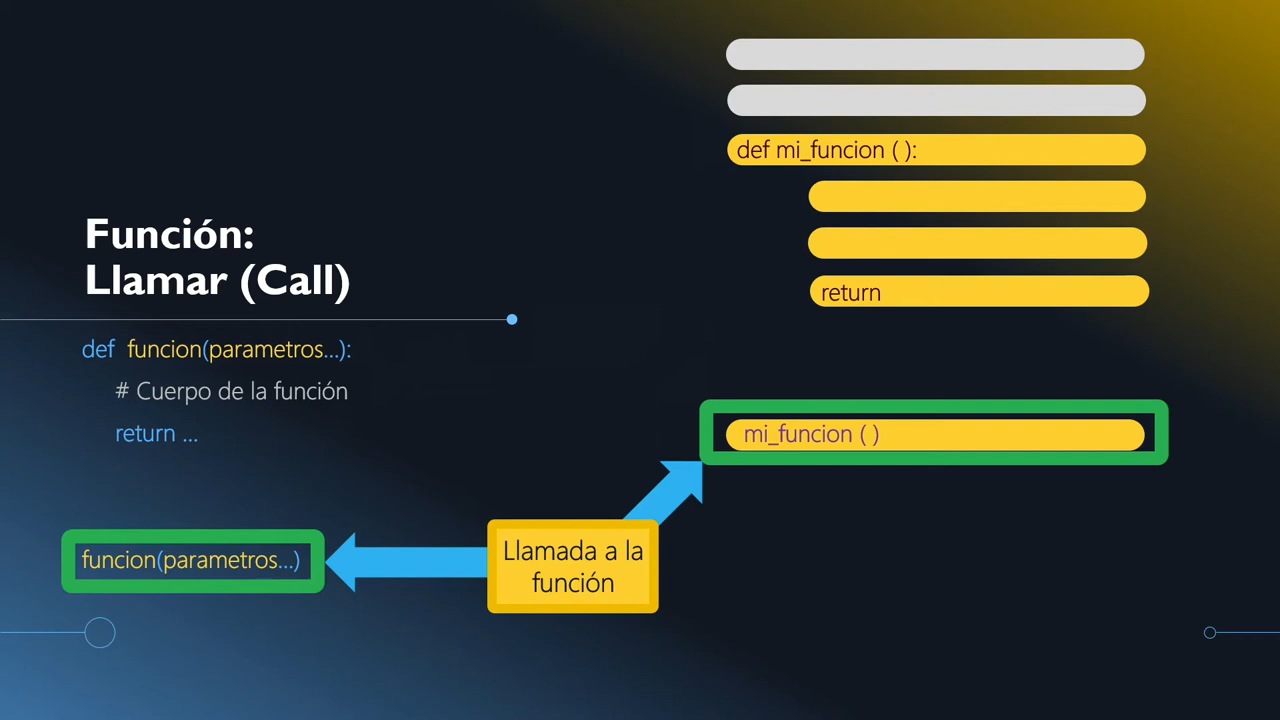 Función:
Llamar (Call)
def funcion(parametros...):
# Cuerpo de la función
return ...
funcion(parametros...)
Llamada a la
función
def mi_funcion ( ):
return
mi_funcion ( )